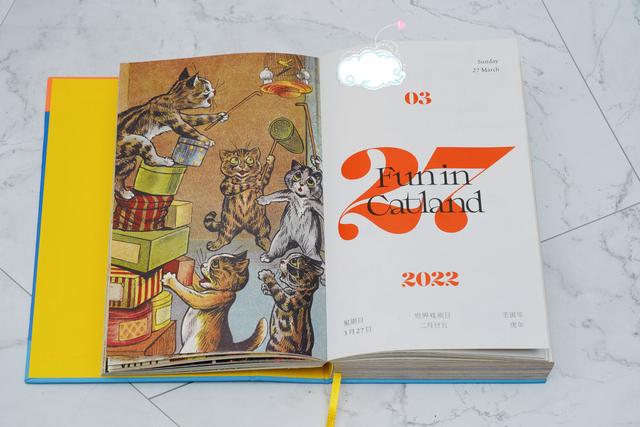 Sunday
27 March
03
27
Fun in
Catland
2022
星期日
3月27日
世界戏剧日
二月廿五
壬寅年
虎年